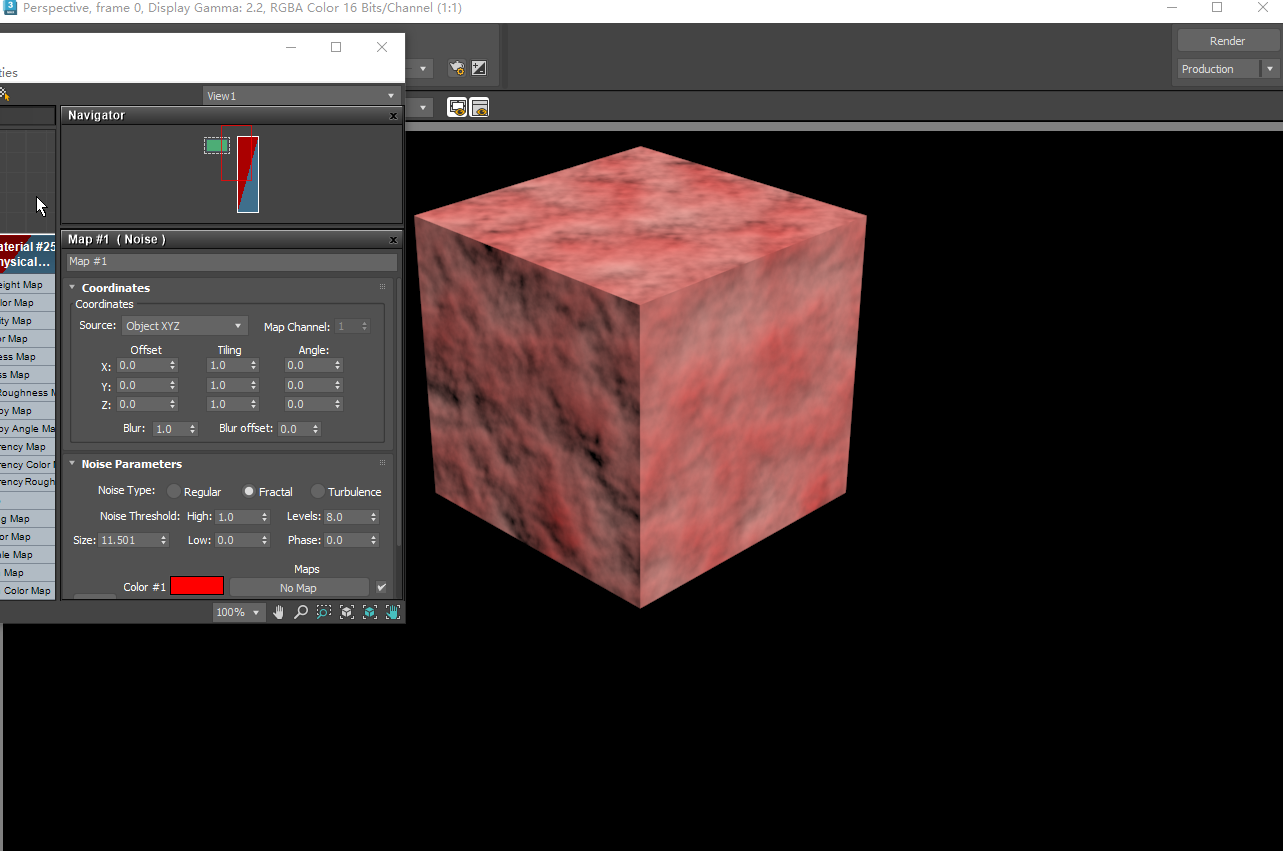 Perspective, frame 0, Display Gamma: 2.2, RGBA Color 16 Bits/Channel (1:1)
Render
Production
ties
View1
Navigator
aterial #25
hysical...
eight Map
lor Map
ity Map
or Map
ess Map
ss Map
Roughness M
py Map
py Angle Ma
rency Map
rency Color I
rency Rough
ng Map
or Map
ble Map
Map
Color Map
Map #1 ( Noise )
x
Map #1
Coordinates
Coordinates
Source: Object XYZ Map Channel: 1
Offset Tiling Angle:
X: 0.0 1.0 0.0
Y: 0.0 1.0 0.0
Z: 0.0 1.0 0.0
Blur: 1.0 Blur offset: 0.0
Noise Parameters
Noise Type: Regular Fractal Turbulence
Noise Threshold: High: 1.0 Levels: 8.0
Size: 11.501 Low: 0.0 Phase: 0.0
Maps
Color #1 No Map
100%